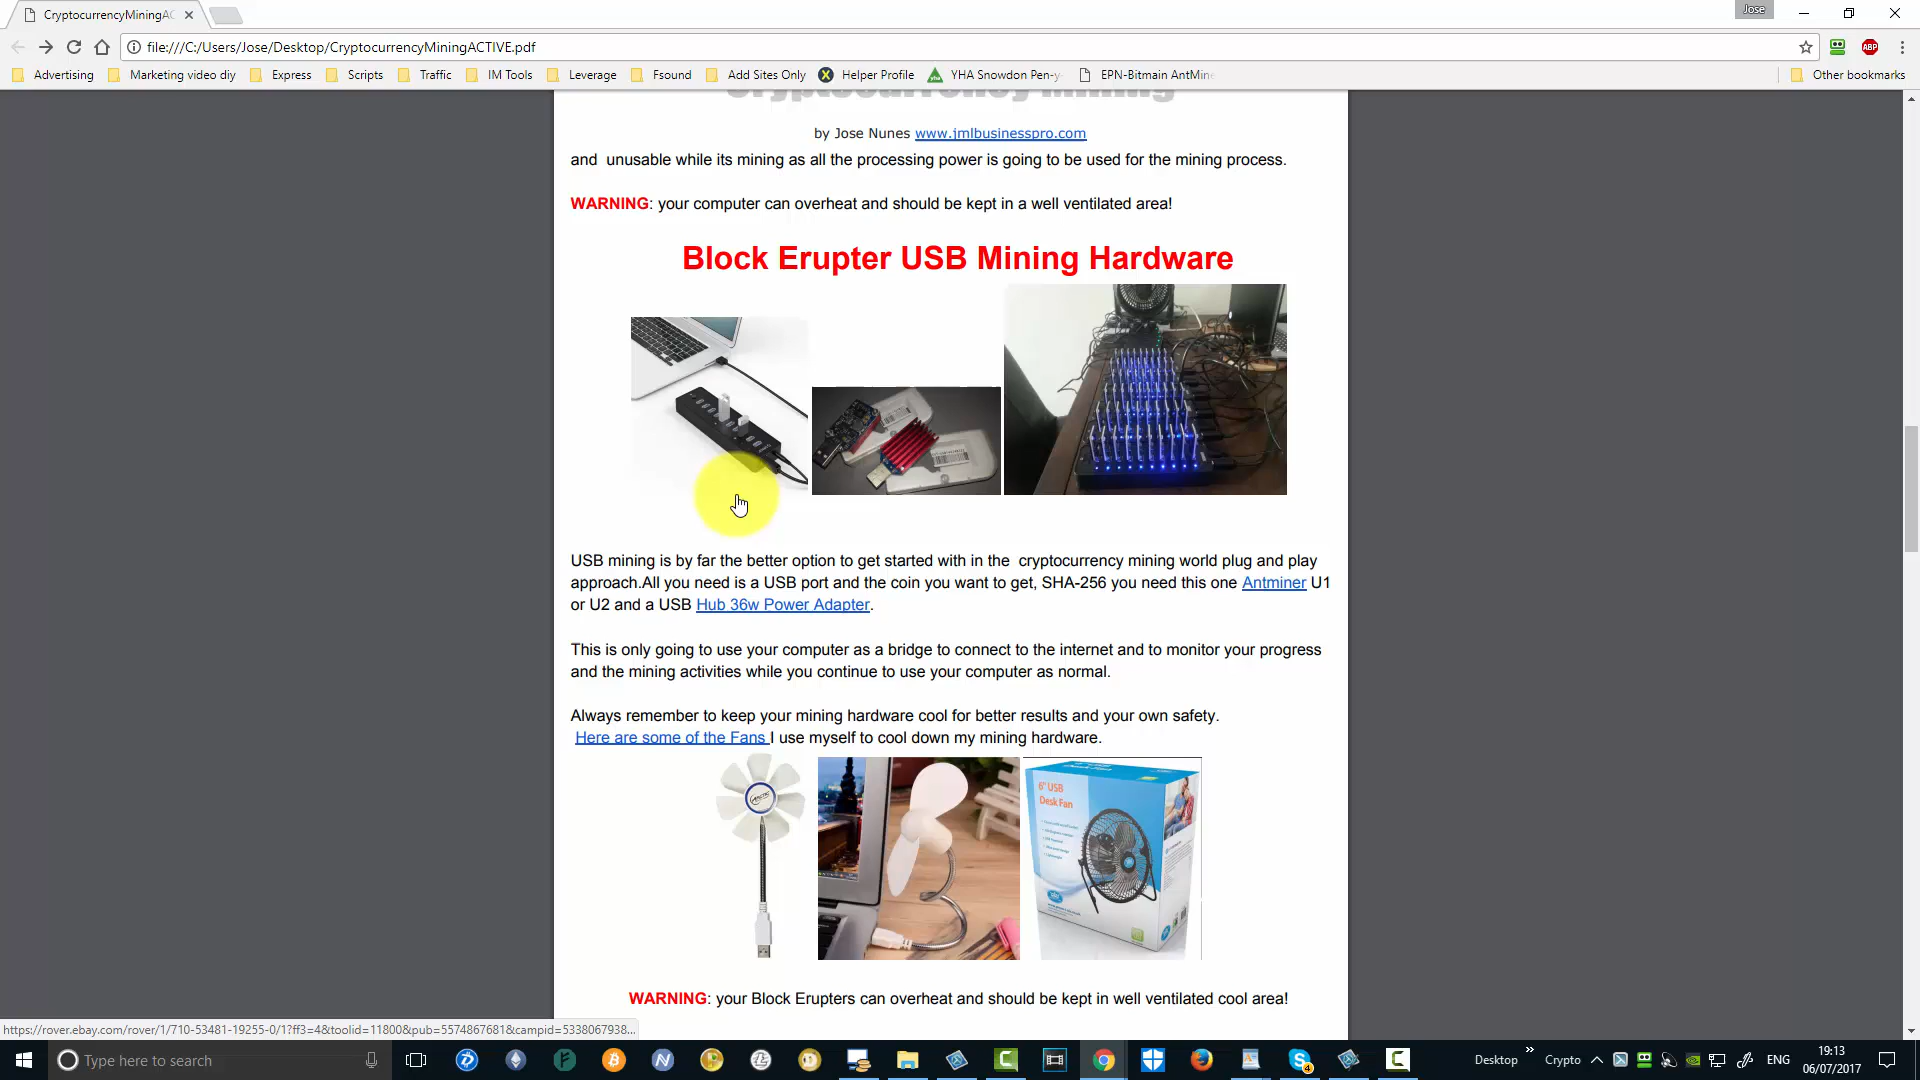 CryptocurrencyMiningAC
Jose
file:///C:/Users/Jose/Desktop/CryptocurrencyMiningACTIVE.pdf
ABP
Advertising Marketing video diy Express Scripts Traffic IM Tools Leverage Fsound Add Sites Only Helper Profile YHA Snowdon Pen-y- EPN-Bitmain AntMine Other bookmarks
Cryptocurrency Mining
by Jose Nunes www.jmlbusinesspro.com
and unusable while its mining as all the processing power is going to be used for the mining process.
WARNING: your computer can overheat and should be kept in a well ventilated area!
Block Erupter USB Mining Hardware
USB mining is by far the better option to get started with in the cryptocurrency mining world plug and play
approach.All you need is a USB port and the coin you want to get, SHA-256 you need this one Antminer U1
or U2 and a USB Hub 36w Power Adapter.
This is only going to use your computer as a bridge to connect to the internet and to monitor your progress
and the mining activities while you continue to use your computer as normal.
Always remember to keep your mining hardware cool for better results and your own safety.
Here are some of the Fans I use myself to cool down my mining hardware.
ARCTIC
6" USB
Desk Fan
WARNING: your Block Erupters can overheat and should be kept in well ventilated cool area!
https://rover.ebay.com/rover/1/710-53481-19255-0/1?ff3=4&toolid=11800&pub=5574867681&campid=5338067938...
Type here to search
Desktop
Crypto
ENG
19:13
06/07/2017